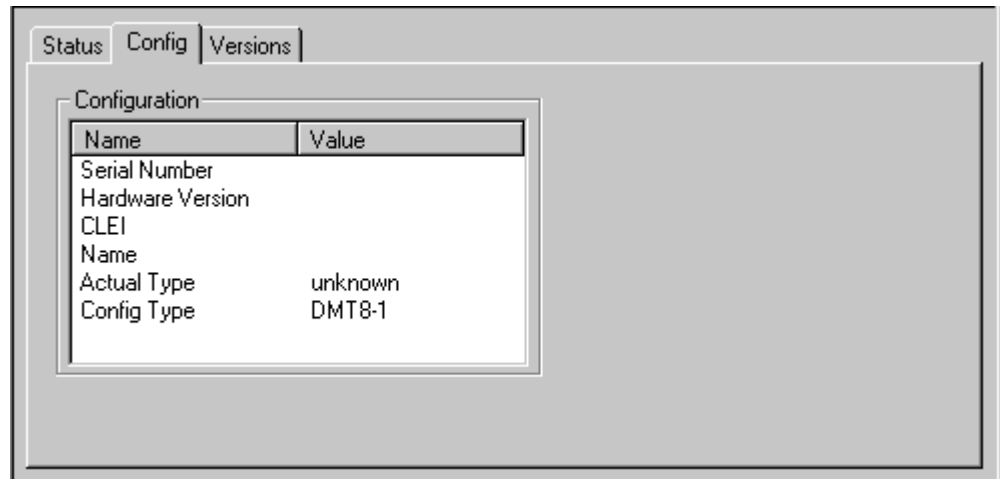 Status Config Versions
Configuration
Name Value
Serial Number
Hardware Version
CLEI
Name
Actual Type unknown
Config Type DMT8-1